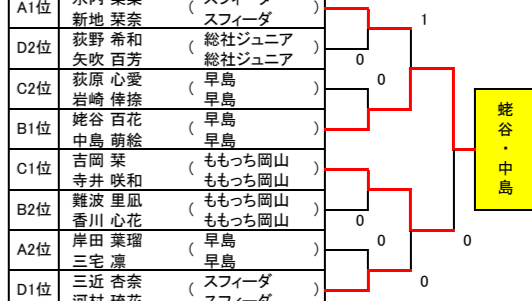 A1位
新地 栞奈 ( スフィーダ )
D2位 荻野 希和 ( 総社ジュニア )
矢吹 百芳 総社ジュニア
C2位 荻原 心愛 ( 早島 )
岩崎 倖捺 早島
B1位 姥谷 百花 ( 早島 )
中島 萌絵 早島
C1位 吉岡 栞 ( ももっち岡山 )
寺井 咲和 ももっち岡山
B2位 難波 里凪 ( ももっち岡山 )
香川 心花 ももっち岡山
A2位 岸田 葉瑠 ( 早島 )
三宅 凛 早島
D1位 三近 杏奈 ( スフィーダ )
1
0
0
0
0
0
0
姥谷・中島